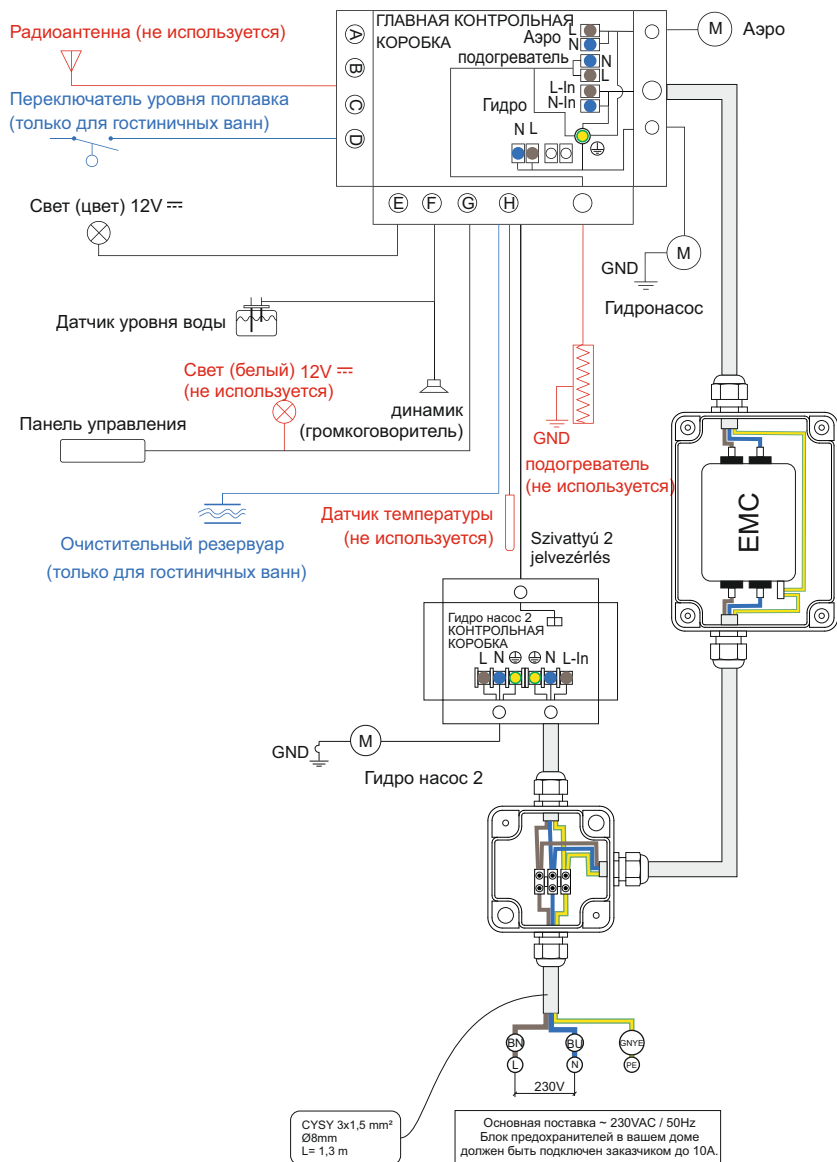 ГЛАВНАЯ КОНТРОЛЬНАЯ
КОРОБКА
A
B
C
D
E
F
G
H
L
Аэро
N
подогреватель
N
L
L-In
Гидро
N-In
N L
M
Аэро
Радиоантенна (не используется)
Переключатель уровня поплавка
(только для гостиничных ванн)
Свет (цвет) 12V
M
GND
Гидронасос
Датчик уровня воды
Свет (белый) 12V
(не используется)
динамик
(громкоговоритель)
Панель управления
GND
подогреватель
(не используется)
Датчик температуры
(не используется)
Очистительный резервуар
(только для гостиничных ванн)
Szivattyú 2
jelvezérlés
EMC
Гидро насос 2
КОНТРОЛЬНАЯ
КОРОБКА
L N N L-In
GND
M
Гидро насос 2
BN
BU
GNYE
L
N
PE
230V
CYSY 3x1,5 mm²
Ø8mm
L= 1,3 m
Основная поставка ~ 230VAC / 50Hz
Блок предохранителей в вашем доме
должен быть подключен заказчиком до 10A.